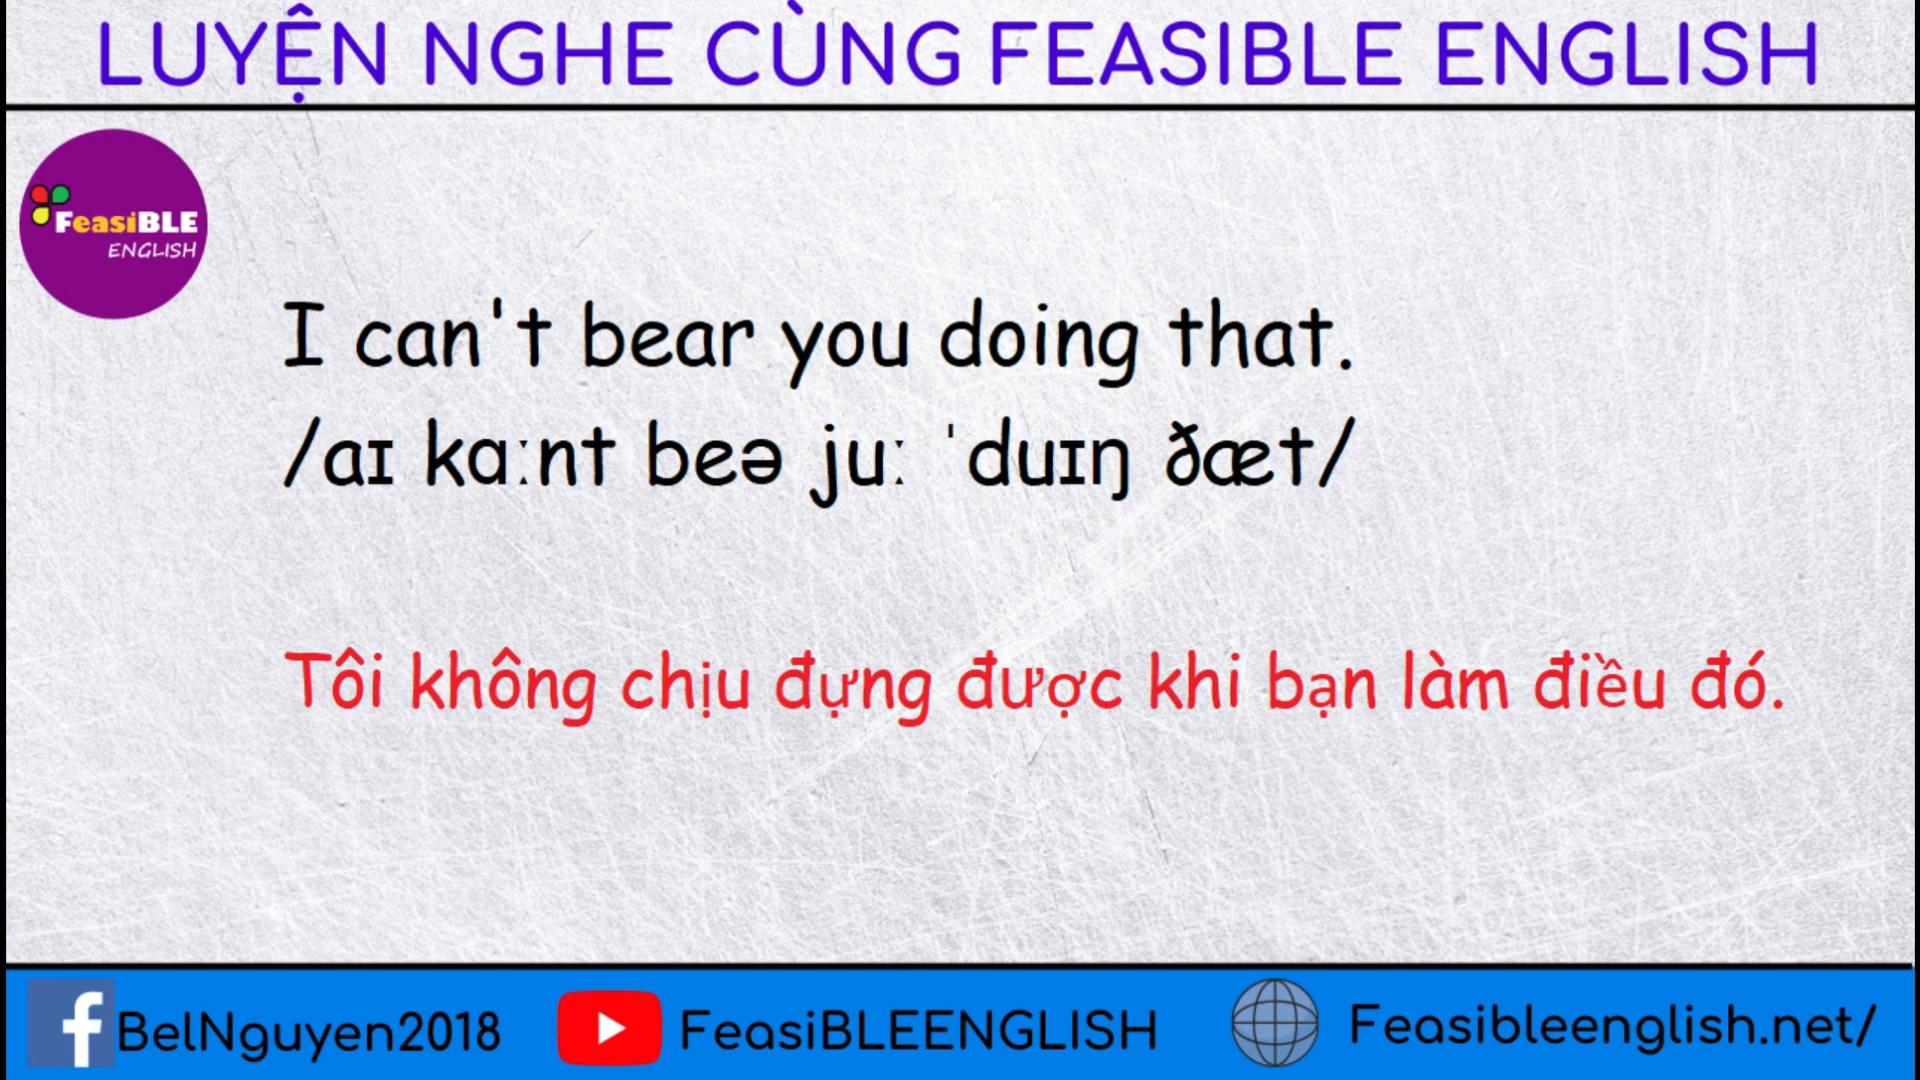 LUYỆN NGHE CÙNG FEASIBLE ENGLISH
FeasiBLE
ENGLISH
I can't bear you doing that.
/aɪ kɑːnt beə juː ˈduɪŋ ðæt/
Tôi không chịu đựng được khi bạn làm điều đó.
BelNguyen2018 FeasiBLEENGLISH Feasibleenglish.net/